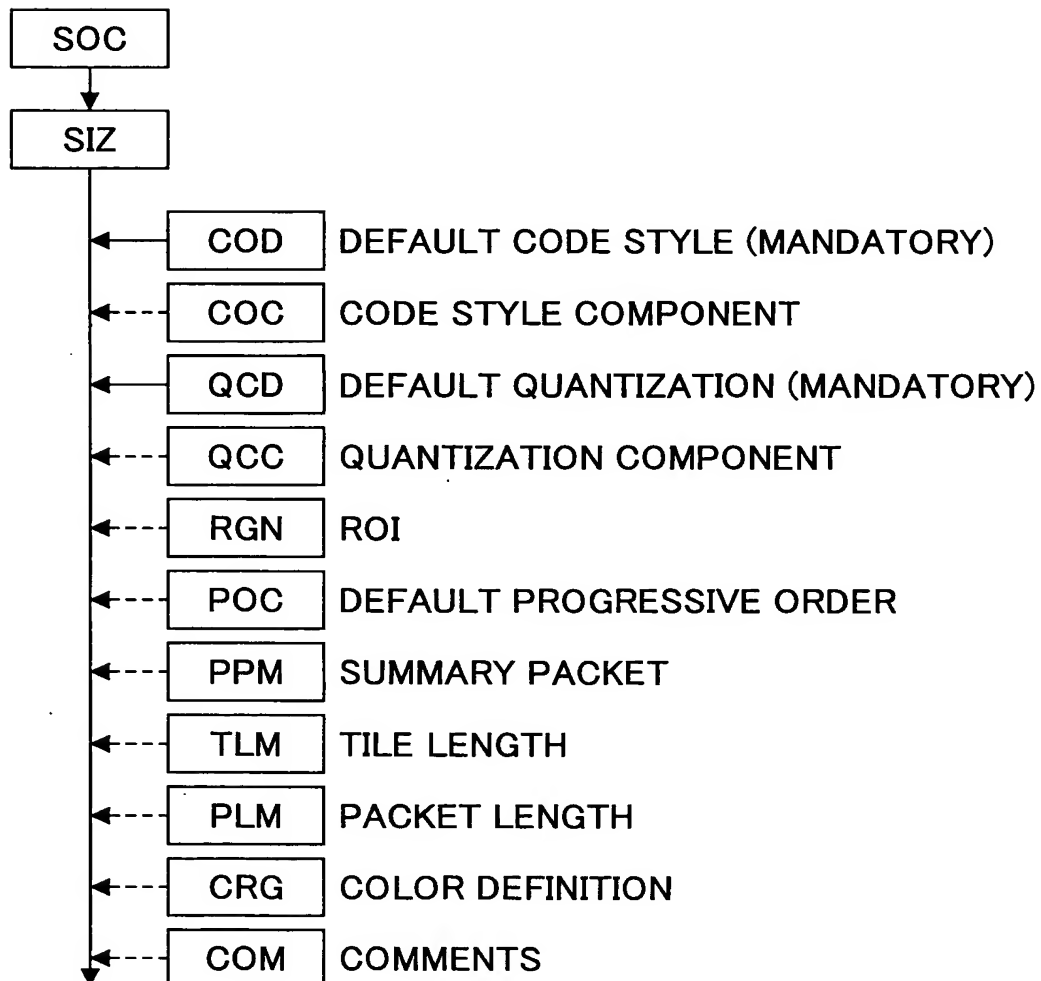 SOC
SIZ
COD DEFAULT CODE STYLE (MANDATORY)
COC CODE STYLE COMPONENT
QCD DEFAULT QUANTIZATION (MANDATORY)
QCC QUANTIZATION COMPONENT
RGN ROI
POC DEFAULT PROGRESSIVE ORDER
PPM SUMMARY PACKET
TLM TILE LENGTH
PLM PACKET LENGTH
CRG COLOR DEFINITION
COM COMMENTS